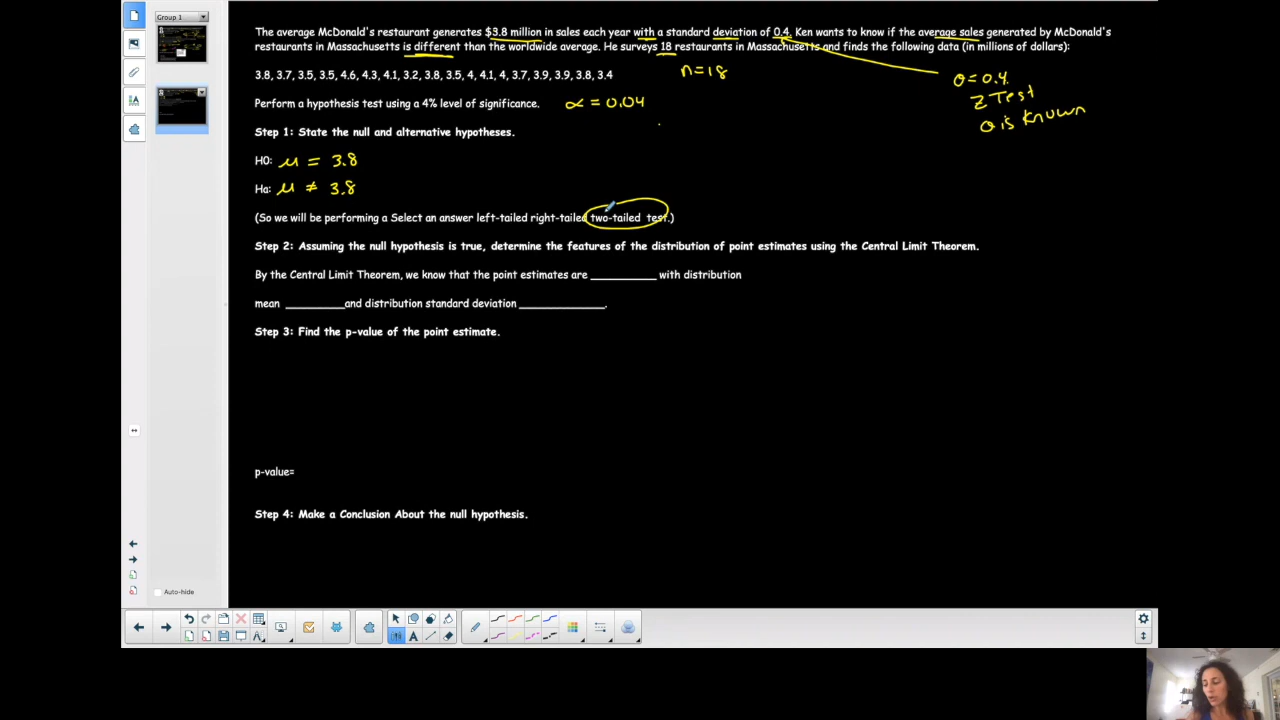 Group 1
The average McDonald's restaurant generates $3.8 million in sales each year with a standard deviation of 0.4. Ken wants to know if the average sales generated by McDonald's
restaurants in Massachusetts is different than the worldwide average. He surveys 18 restaurants in Massachusetts and finds the following data (in millions of dollars):
3.8, 3.7, 3.5, 3.5, 4.6, 4.3, 4.1, 3.2, 3.8, 3.5, 4, 4.1, 4, 3.7, 3.9, 3.9, 3.8, 3.4
n=18
σ = 0.4
Z Test
σ is Known
Perform a hypothesis test using a 4% level of significance.
α = 0.04
Step 1: State the null and alternative hypotheses.
H0: μ = 3.8
Ha: μ ≠ 3.8
(So we will be performing a Select an answer left-tailed right-tailed two-tailed test.)
Step 2: Assuming the null hypothesis is true, determine the features of the distribution of point estimates using the Central Limit Theorem.
By the Central Limit Theorem, we know that the point estimates are __________ with distribution
mean _________and distribution standard deviation _____________.
Step 3: Find the p-value of the point estimate.
p-value=
Step 4: Make a Conclusion About the null hypothesis.
Auto-hide